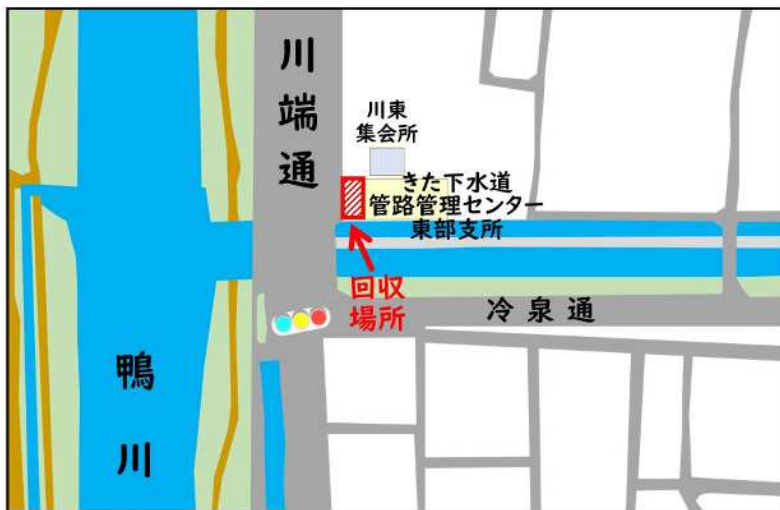 川端通
川東
集会所
きた下水道
管路管理センター
東部支所
回収
場所
冷泉通
鴨川